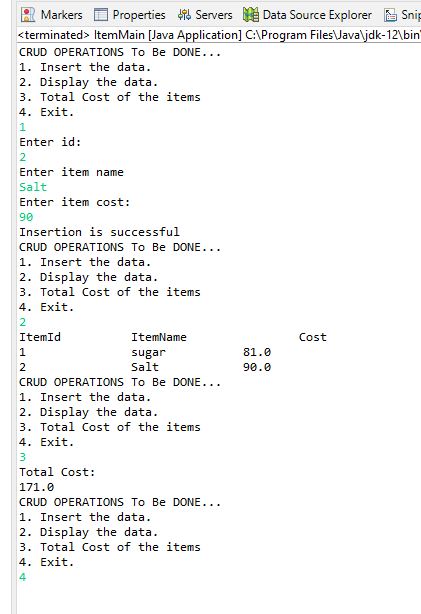 Markers Properties Servers Data Source Explorer Snip
<terminated> ItemMain [Java Application] C:\Program Files\Java\jdk-12\bin\
CRUD OPERATIONS To Be DONE...
1. Insert the data.
2. Display the data.
3. Total Cost of the items
4. Exit.
1
Enter id:
2
Enter item name
Salt
Enter item cost:
90
Insertion is successful
CRUD OPERATIONS To Be DONE...
1. Insert the data.
2. Display the data.
3. Total Cost of the items
4. Exit.
2
ItemId ItemName Cost
1 sugar 81.0
2 Salt 90.0
CRUD OPERATIONS To Be DONE...
1. Insert the data.
2. Display the data.
3. Total Cost of the items
4. Exit.
3
Total Cost:
171.0
CRUD OPERATIONS To Be DONE...
1. Insert the data.
2. Display the data.
3. Total Cost of the items
4. Exit.
4